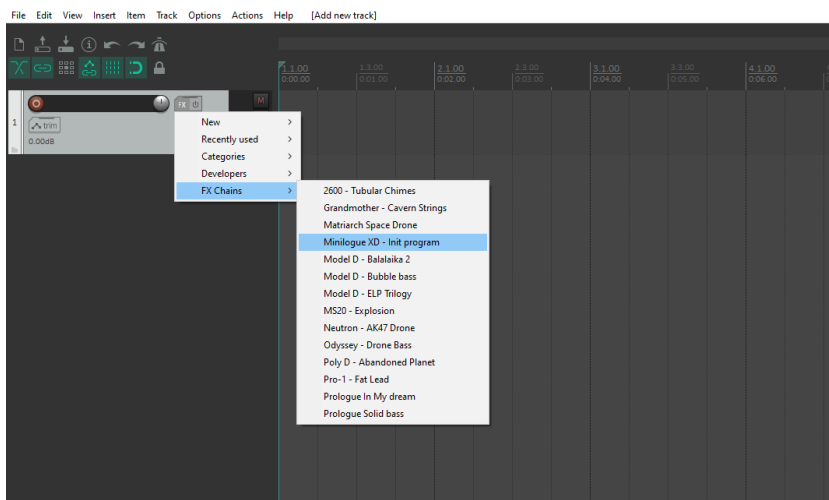 File Edit View Insert Item Track Options Actions Help [Add new track]
1.1.00 1.3.00 2.1.00 2.3.00 3.1.00 3.3.00 4.1.00
0:00.00 0:01.00 0:02.00 0:03.00 0:04.00 0:05.00 0:06.00
FX M
1 trim
0.00dB
New
Recently used
Categories
Developers
FX Chains
2600 - Tubular Chimes
Grandmother - Cavern Strings
Matriarch Space Drone
Minilogue XD - Init program
Model D - Balalaika 2
Model D - Bubble bass
Model D - ELP Trilogy
MS20 - Explosion
Neutron - AK47 Drone
Odyssey - Drone Bass
Poly D - Abandoned Planet
Pro-1 - Fat Lead
Prologue In My dream
Prologue Solid bass